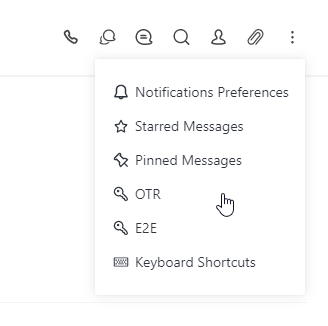 Notifications Preferences
Starred Messages
Pinned Messages
OTR
E2E
Keyboard Shortcuts